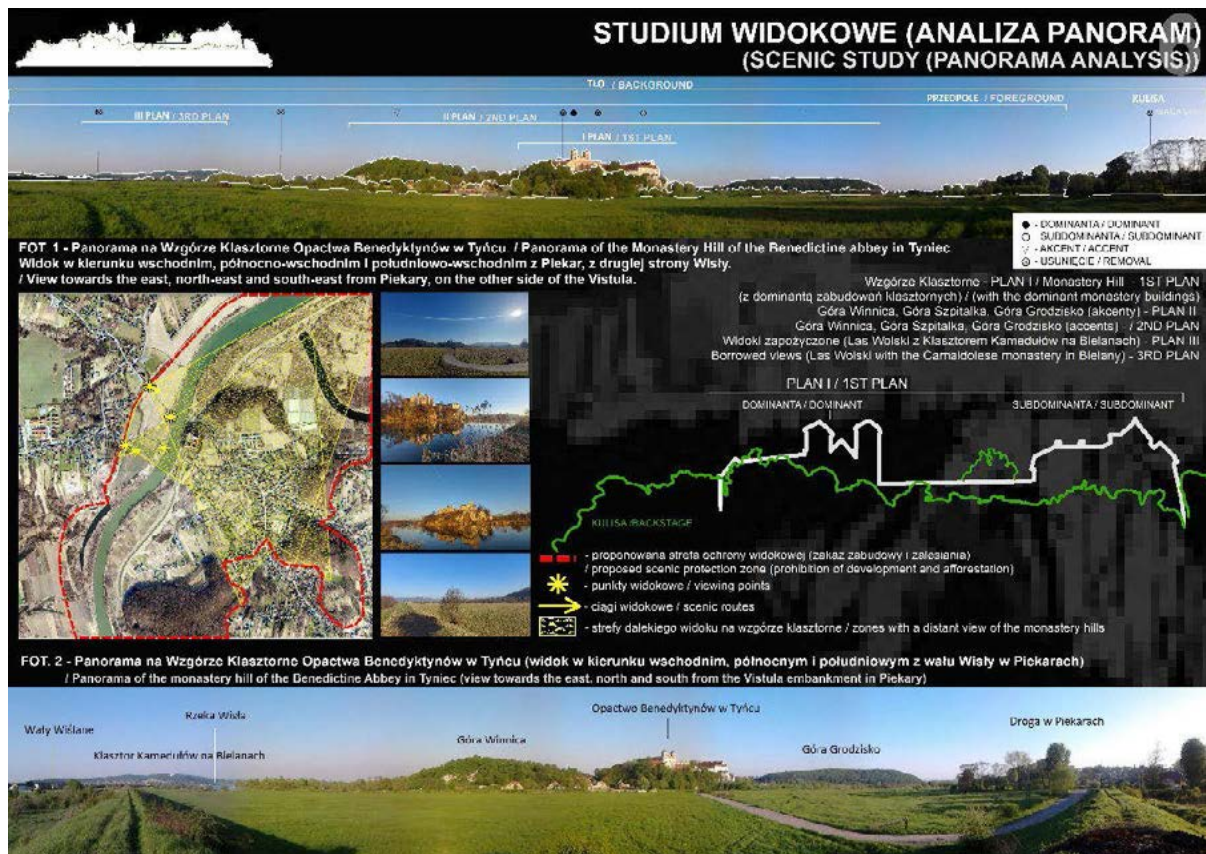 STUDIUM WIDOKOWE (ANALIZA PANORAM)
(SCENIC STUDY (PANORAMA ANALYSIS))
6
TŁO / BACKGROUND
PRZEDPOLE / FOREGROUND
KULISA
III PLAN / 3RD PLAN
II PLAN / 2ND PLAN
I PLAN / 1ST PLAN
- DOMINANTA / DOMINANT
- SUBDOMINANTA / SUBDOMINANT
- AKCENT / ACCENT
- USUNIĘCIE / REMOVAL
FOT. 1 - Panorama na Wzgórze Klasztorne Opactwa Benedyktynów w Tyńcu. / Panorama of the Monastery Hill of the Benedictine abbey in Tyniec
Widok w kierunku wschodnim, północno-wschodnim i południowo-wschodnim z Piekar, z drugiej strony Wisły.
/ View towards the east, north-east and south-east from Piekary, on the other side of the Vistula.
Wzgórze Klasztorne - PLAN I / Monastery Hill - 1ST PLAN
(z dominantą zabudowań klasztornych) / (with the dominant monastery buildings)
Góra Winnica, Góra Szpitalka, Góra Grodzisko (akcenty) - PLAN II
Góra Winnica, Góra Szpitalka, Góra Grodzisko (accents) - / 2ND PLAN
Widoki zapożyczone (Las Wolski z Klasztorem Kamedułów na Bielanach) - PLAN III
Borrowed views (Las Wolski with the Camaldolese monastery in Bielany) - 3RD PLAN
PLAN I / 1ST PLAN
DOMINANTA / DOMINANT
SUBDOMINANTA / SUBDOMINANT
KULISA /BACKSTAGE
- proponowana strefa ochrony widokowej (zakaz zabudowy i zalesiania)
/ proposed scenic protection zone (prohibition of development and afforestation)
- punkty widokowe / viewing points
- ciągi widokowe / scenic routes
- strefy dalekiego widoku na wzgórze klasztorne / zones with a distant view of the monastery hills
FOT. 2 - Panorama na Wzgórze Klasztorne Opactwa Benedyktynów w Tyńcu (widok w kierunku wschodnim, północnym i południowym z wału Wisły w Piekarach)
/ Panorama of the monastery hill of the Benedictine Abbey in Tyniec (view towards the east, north and south from the Vistula embankment in Piekary)
Wały Wiślane
Rzeka Wisła
Klasztor Kamedułów na Bielanach
Góra Winnica
Opactwo Benedyktynów w Tyńcu
Góra Grodzisko
Droga w Piekarach